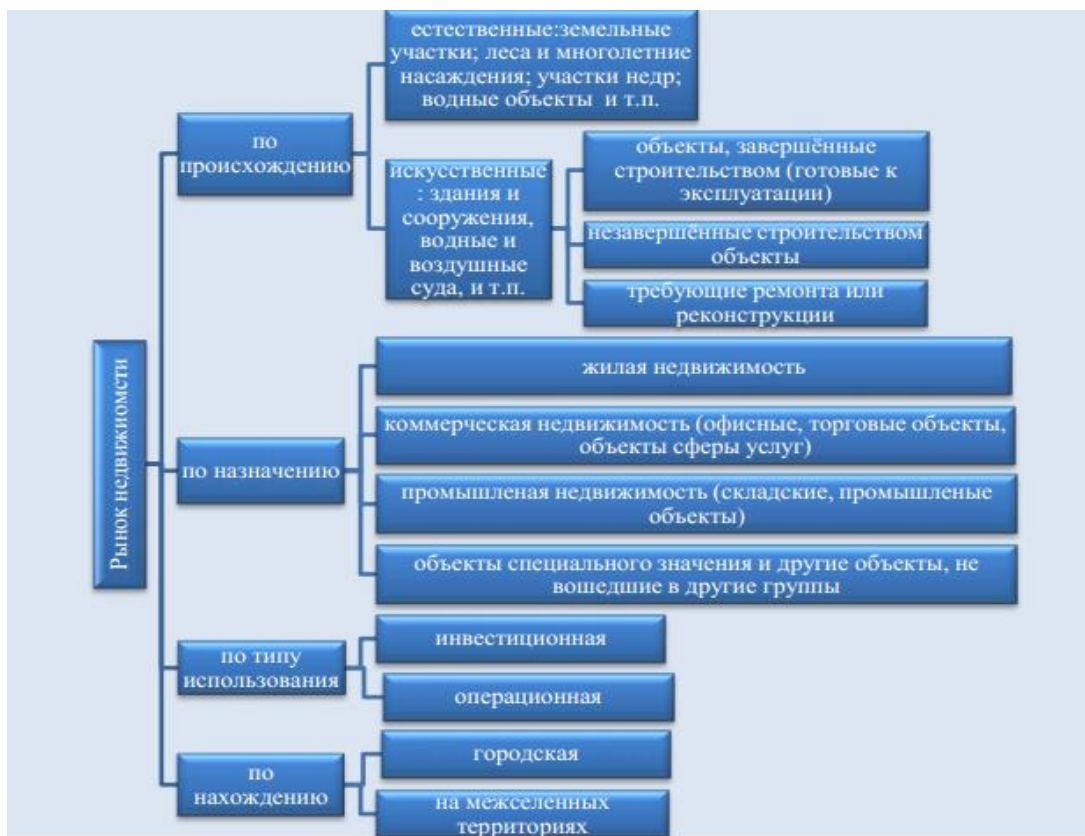 естественные:земельные
участки; леса и многолетние
насаждения; участки недр;
водные объекты и т.п.
по
происхождению
искусственные
: здания и
сооружения,
водные и
воздушные
суда, и т.п.
объекты, завершённые
строительством (готовые к
эксплуатации)
незавершённые строительством
объекты
требующие ремонта или
реконструкции
Рынок недвижиомсти
жилая недвижимость
коммерческая недвижимость (офисные, торговые объекты,
объекты сферы услуг)
по назначению
промышленая недвижимость (складские, промышленые
объекты)
объекты специального значения и другие объекты, не
вошедшие в другие группы
по типу
использования
инвестиционная
операционная
по
нахождению
городская
на межселенных
территориях